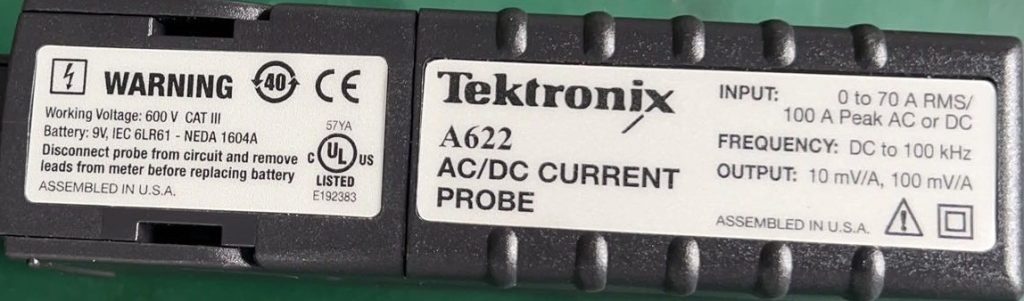 WARNING 40 CE
Working Voltage: 600 V CAT III
Battery: 9V, IEC 6LR61 - NEDA 1604A
Disconnect probe from circuit and remove
leads from meter before replacing battery
ASSEMBLED IN U.S.A.
57YA
C UL US
LISTED
E192383
Tektronix
A622
AC/DC CURRENT
PROBE
INPUT: 0 to 70 A RMS/
100 A Peak AC or DC
FREQUENCY: DC to 100 kHz
OUTPUT: 10 mV/A, 100 mV/A
ASSEMBLED IN U.S.A.